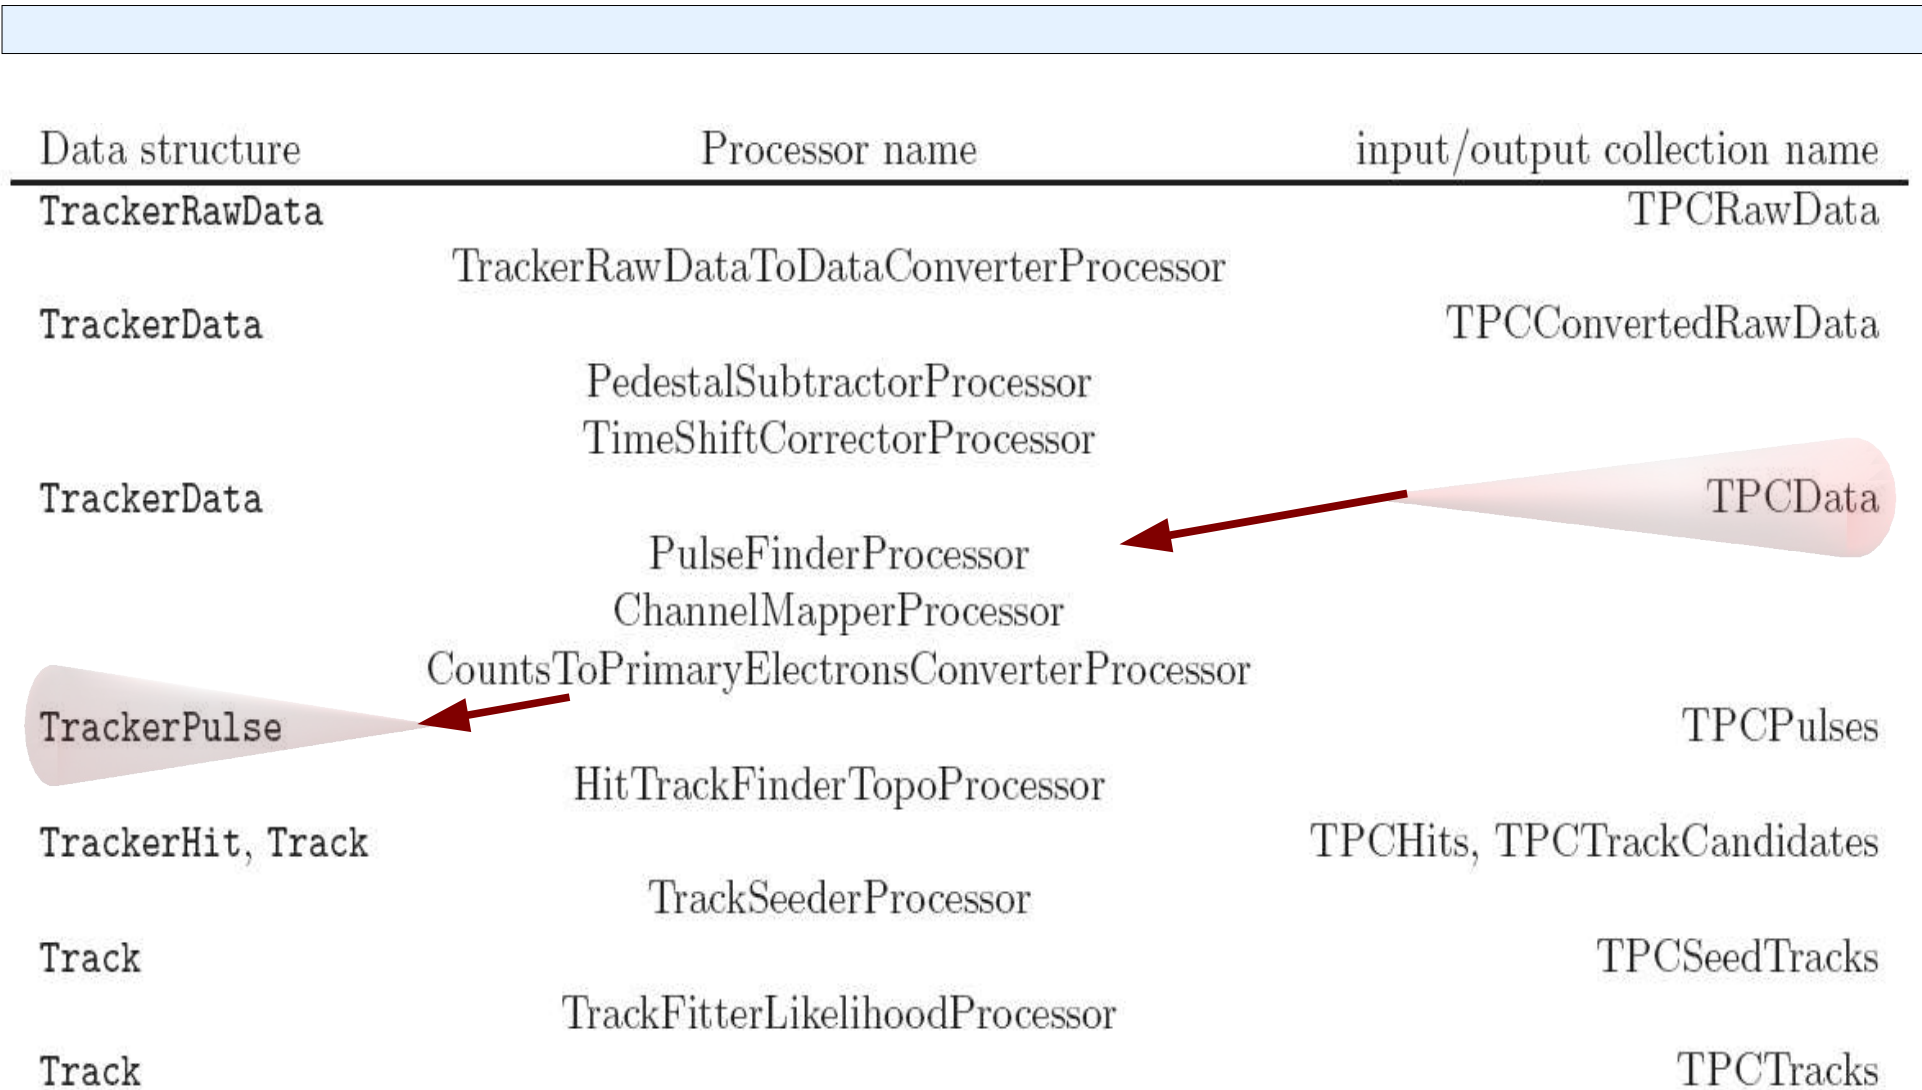 Data structure Processor name input/output collection name
TrackerRawData TPCRawData
TrackerRawDataToDataConverterProcessor
TrackerData TPCConvertedRawData
PedestalSubtractorProcessor
TimeShiftCorrectorProcessor
TrackerData TPCData
PulseFinderProcessor
ChannelMapperProcessor
CountsToPrimaryElectronsConverterProcessor
TrackerPulse TPCPulses
HitTrackFinderTopoProcessor
TrackerHit, Track TPCHits, TPCTrackCandidates
TrackSeederProcessor
Track TPCSeedTracks
TrackFitterLikelihoodProcessor
Track TPCTracks